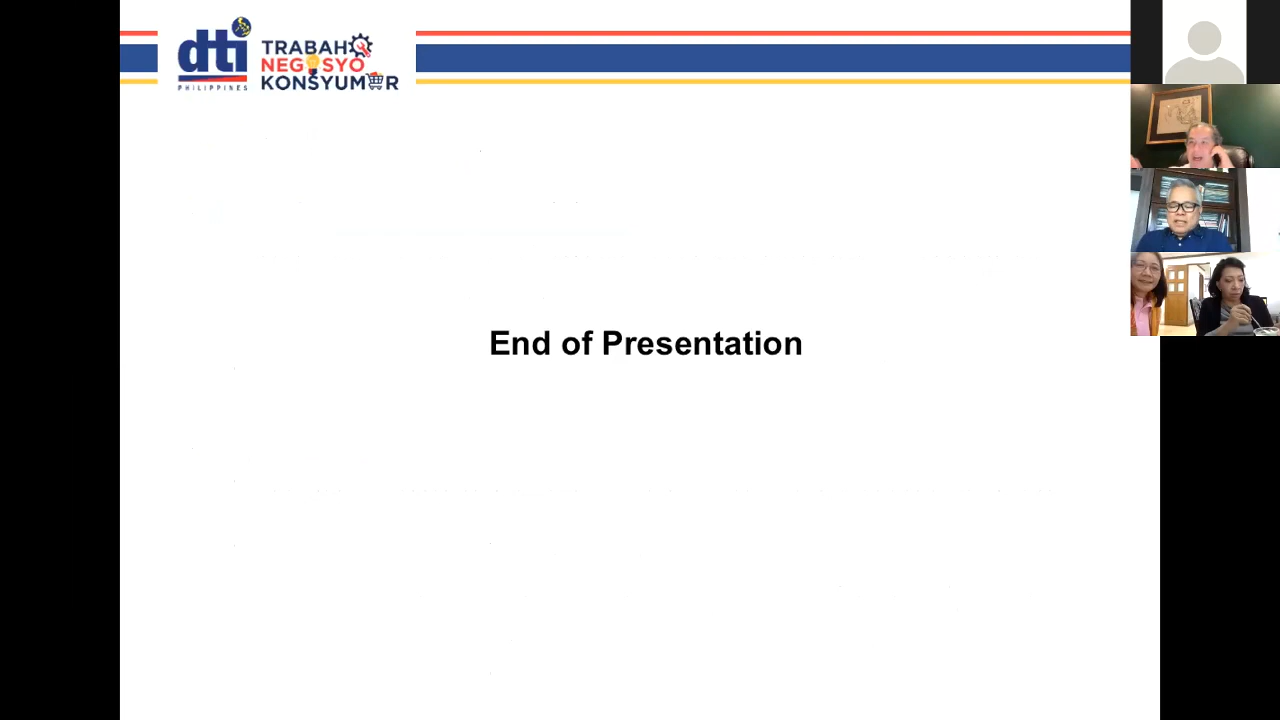 dti
PHILIPPINES
TRABAHO
NEGOSYO
KONSYUMER
End of Presentation